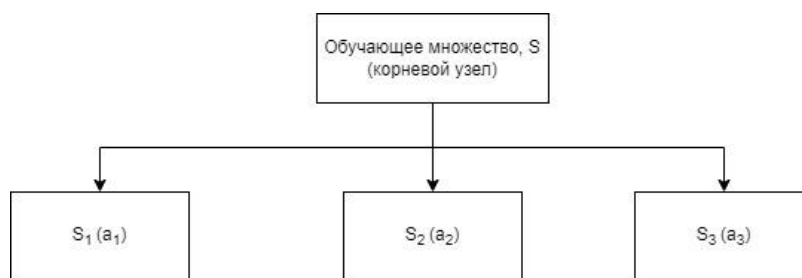 Обучающее множество, S
(корневой узел)
S₁ (a₁)
S₂ (a₂)
S₃ (a₃)